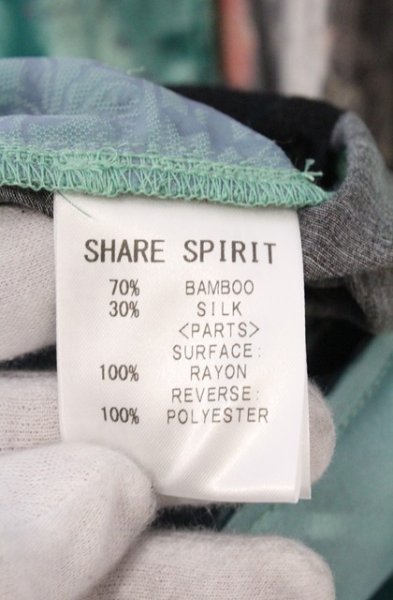 SHARE SPIRIT
70% BAMBOO
30% SILK
<PARTS>
SURFACE:
100% RAYON
REVERSE:
100% POLYESTER